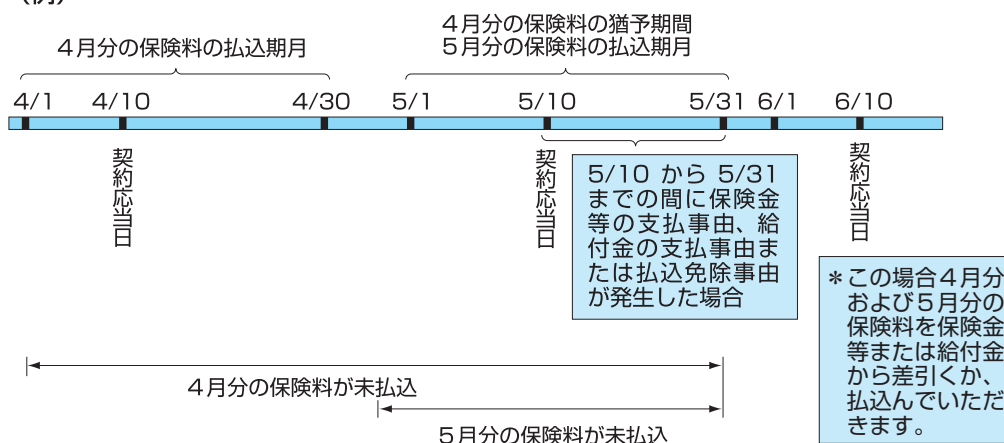 （例）
4月分の保険料の払込期月
4月分の保険料の猶予期間
5月分の保険料の払込期月
4/1 4/10 4/30 5/1 5/10 5/31 6/1 6/10
契約応当日
契約応当日
契約応当日
5/10 から 5/31
までの間に保険金
等の支払事由、給
付金の支払事由ま
たは払込免除事由
が発生した場合
＊この場合4月分
および5月分の
保険料を保険金
等または給付金
から差引くか、
払込んでいただ
きます。
4月分の保険料が未払込
5月分の保険料が未払込